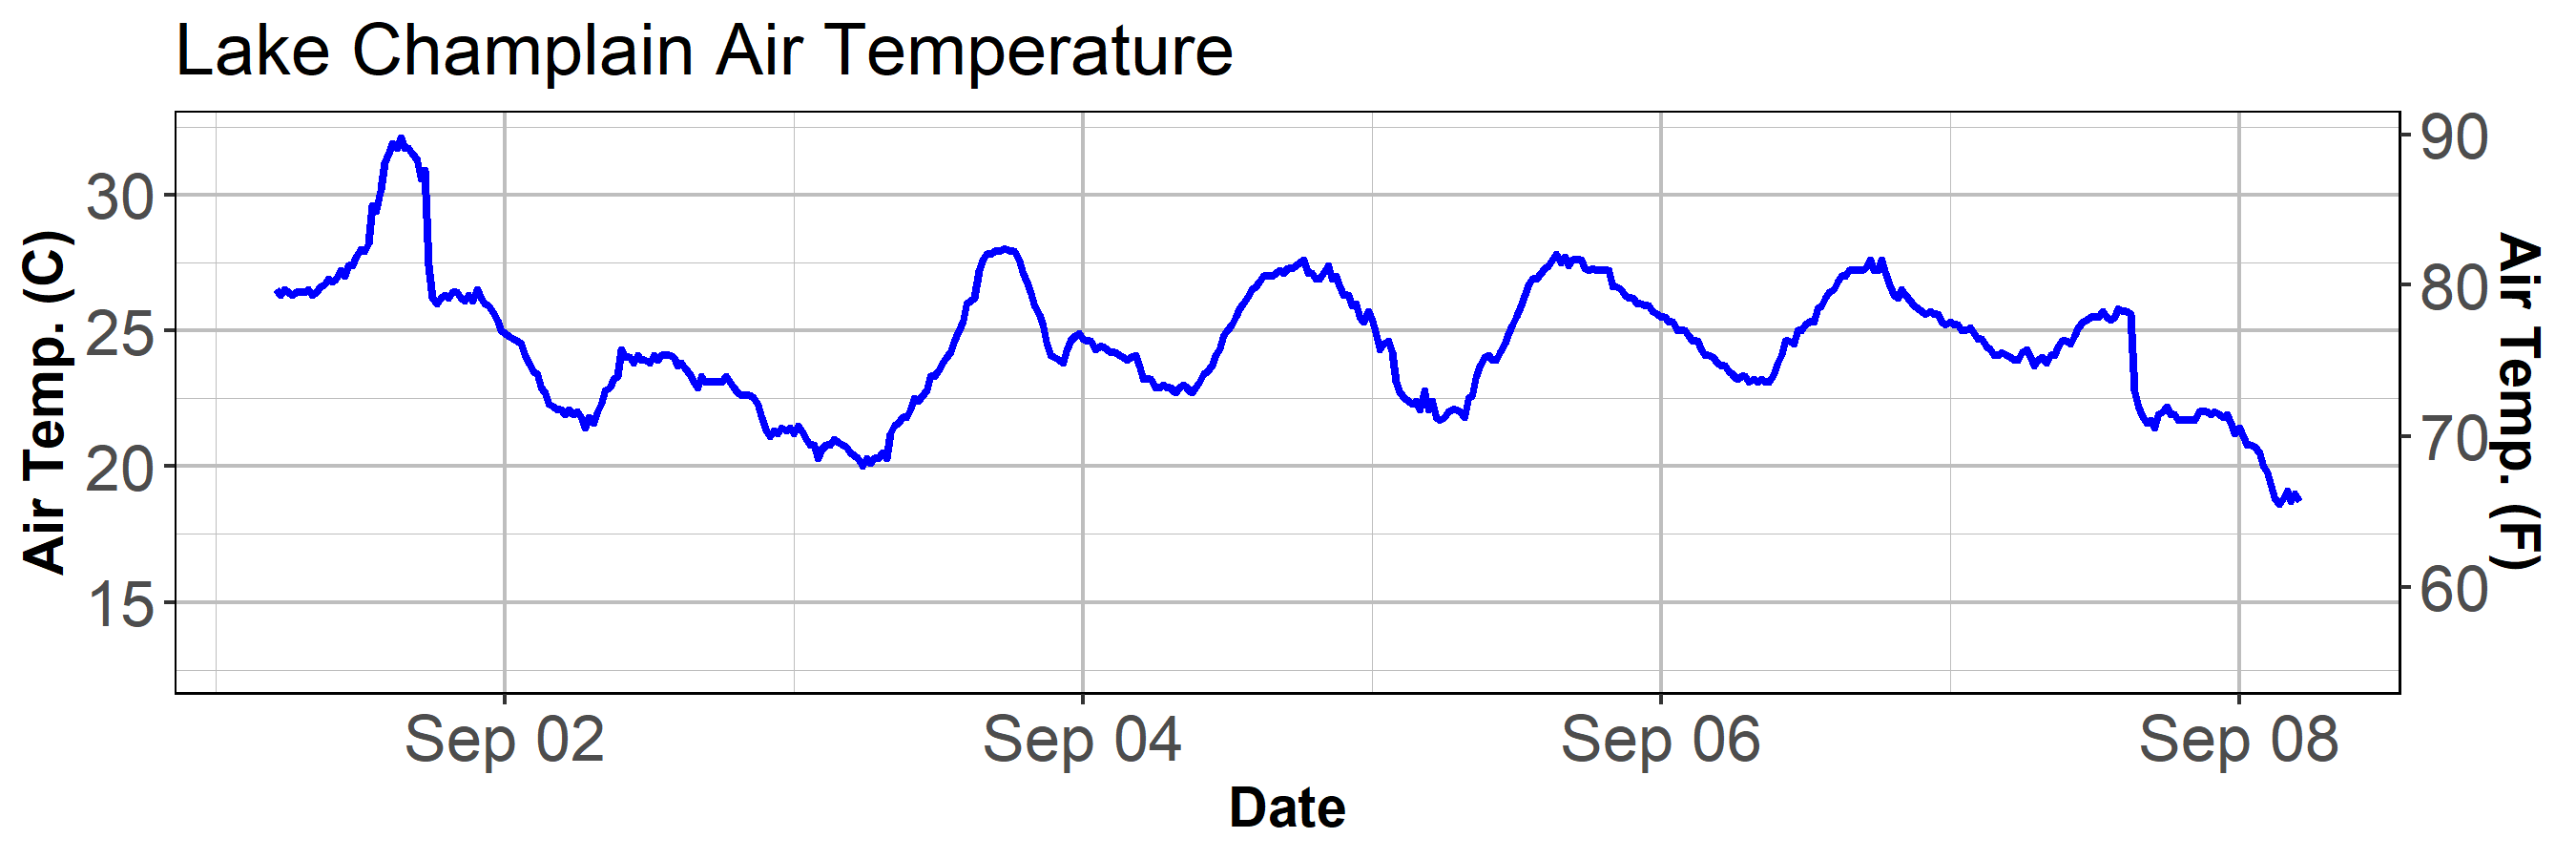 Lake Champlain Air Temperature
Air Temp. (C)
30
25
20
15
90
80
70
60
Air Temp. (F)
Sep 02 Sep 04 Sep 06 Sep 08
Date